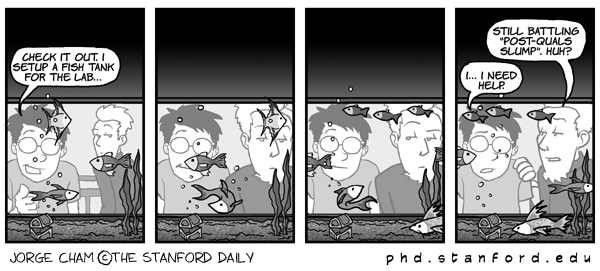 CHECK IT OUT. I
SETUP A FISH TANK
FOR THE LAB...
STILL BATTLING
"POST-QUALS
SLUMP". HUH?
I... I NEED
HELP.
JORGE CHAM ©THE STANFORD DAILY
phd.stanford.edu